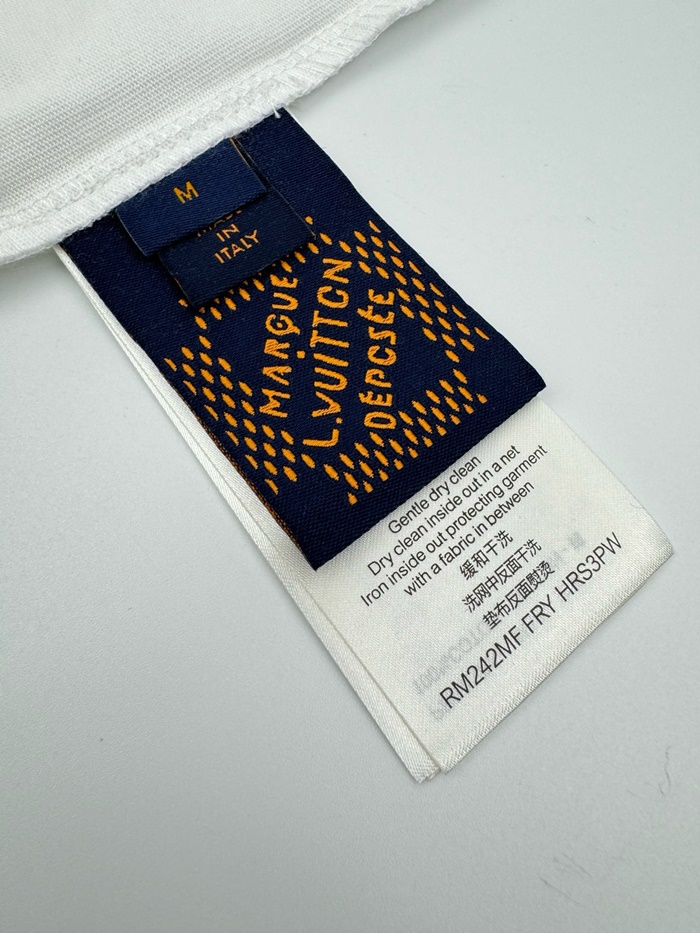 M
IN
ITALY
MARQUE
L.VUITTON
DÉPOSÉE
Gentle dry clean
Dry clean inside out in a net
Iron inside out protecting garment
with a fabric in between
缓和干洗
洗网中反面干洗
垫布反面熨烫
RM242MF FRY HRS3PW